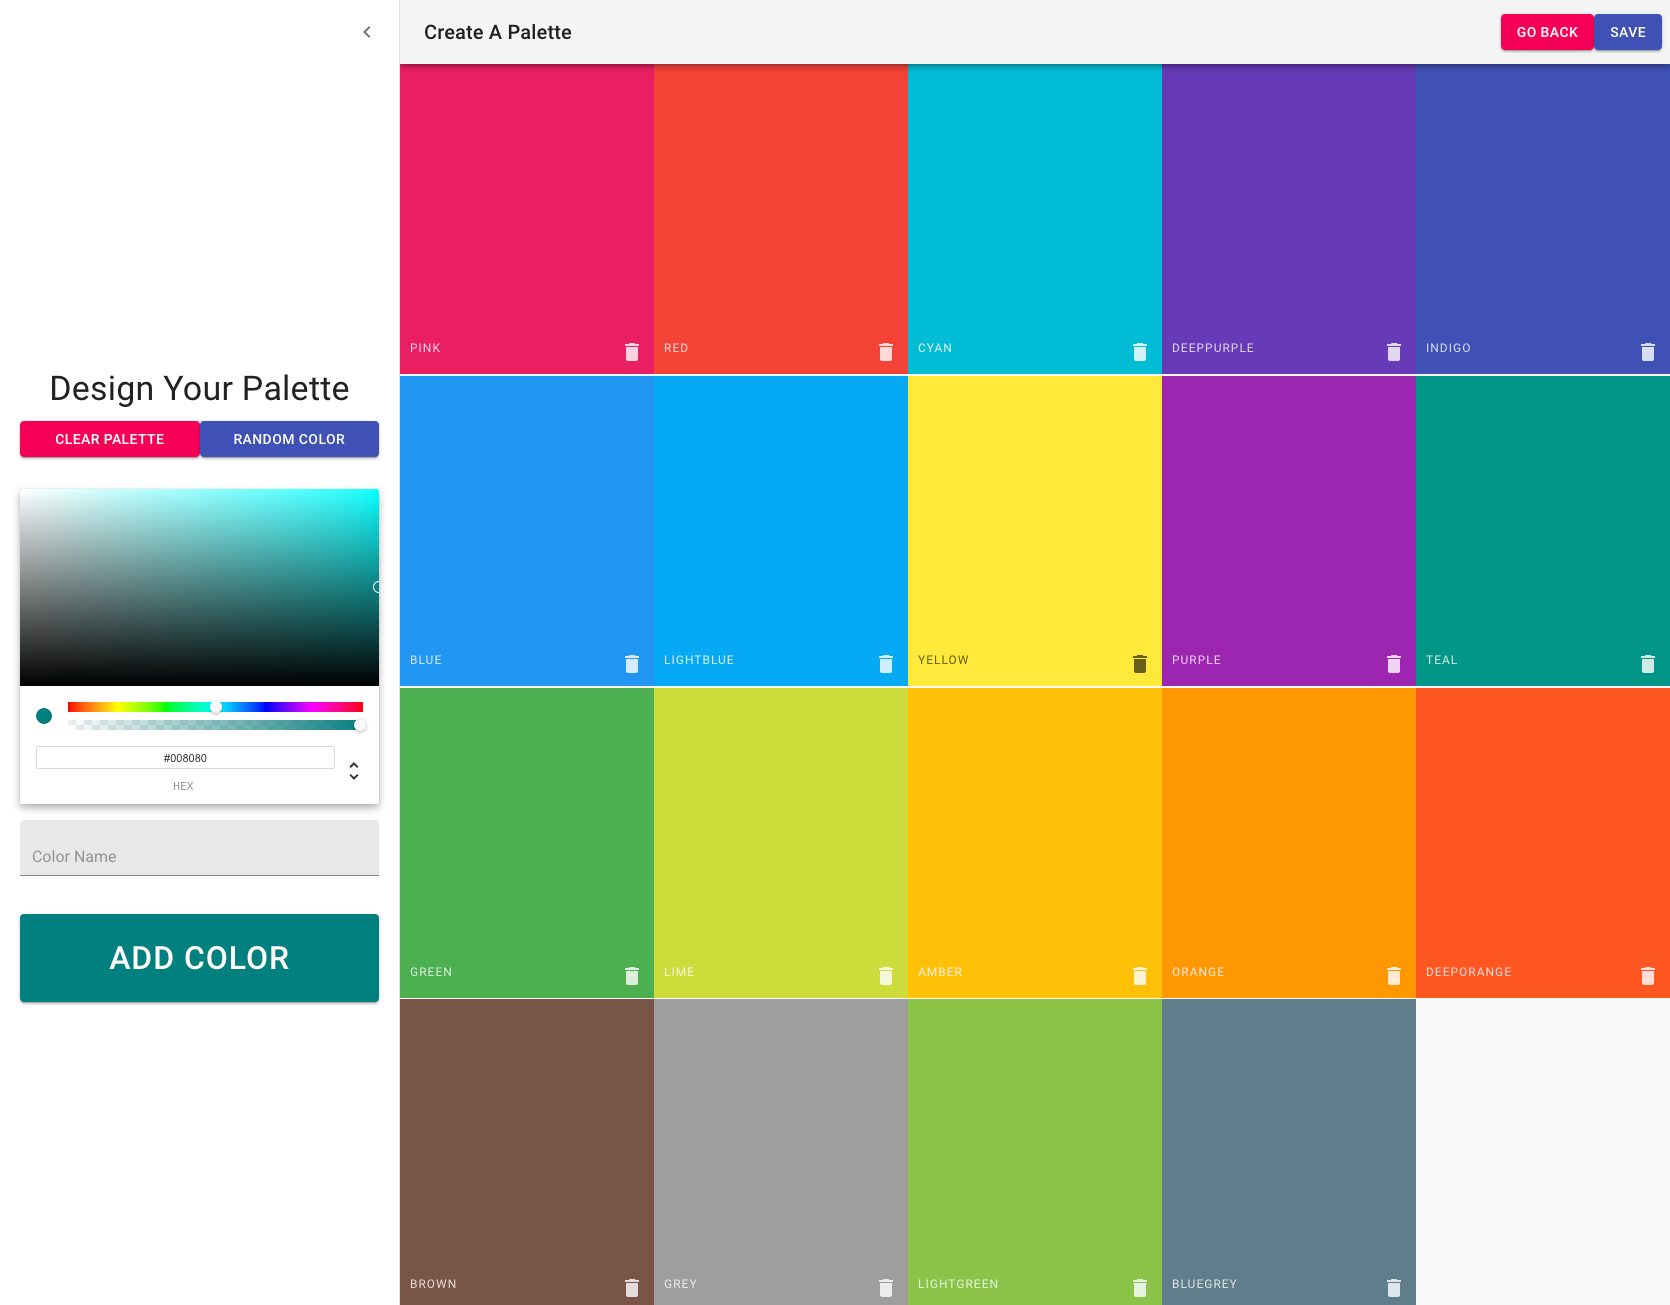 Create A Palette
GO BACK
SAVE
Design Your Palette
CLEAR PALETTE
RANDOM COLOR
#008080
HEX
Color Name
ADD COLOR
PINK
RED
CYAN
DEEPPURPLE
INDIGO
BLUE
LIGHTBLUE
YELLOW
PURPLE
TEAL
GREEN
LIME
AMBER
ORANGE
DEEPORANGE
BROWN
GREY
LIGHTGREEN
BLUEGREY